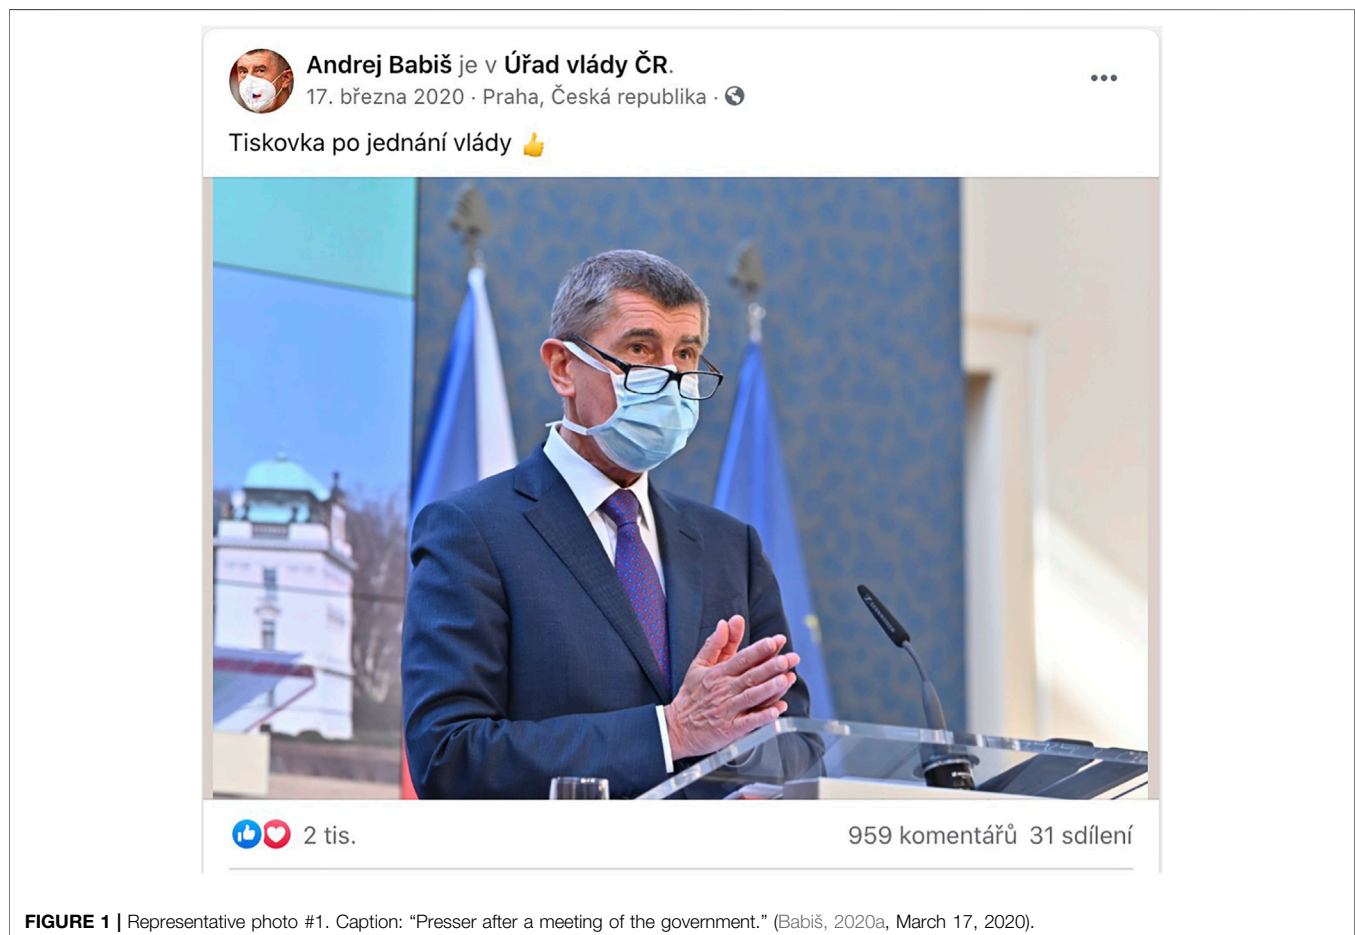 Andrej Babiš je v Úřad vlády ČR.
17. března 2020 · Praha, Česká republika ·
Tiskovka po jednání vlády 👍
2 tis.
959 komentářů 31 sdílení
FIGURE 1 | Representative photo #1. Caption: “Presser after a meeting of the government.” (Babiš, 2020a, March 17, 2020).